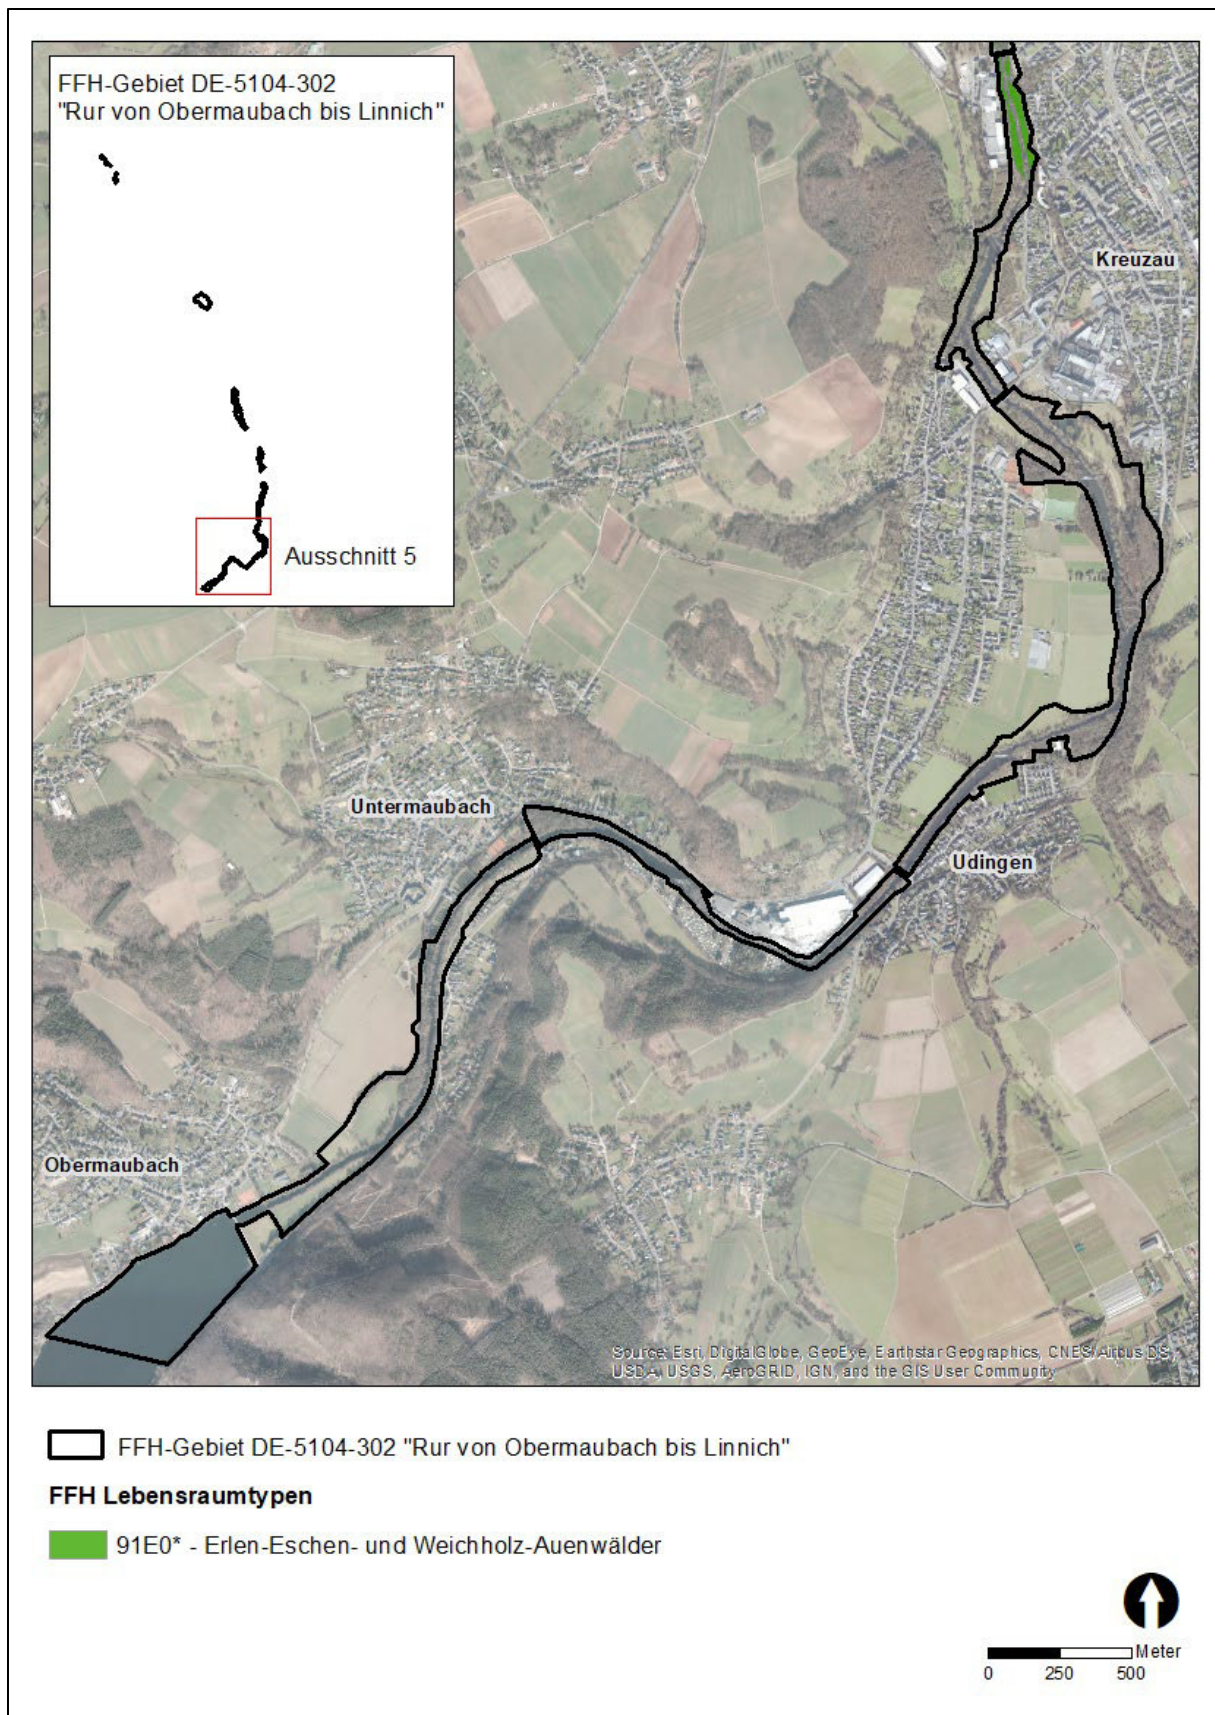 FFH-Gebiet DE-5104-302
"Rur von Obermaubach bis Linnich"
Ausschnitt 5
Kreuzau
Untermaubach
Udingen
Obermaubach
Source: Esri, DigitalGlobe, GeoEye, Earthstar Geographics, CNES/Airbus DS,
USDA, USGS, AeroGRID, IGN, and the GIS User Community
FFH-Gebiet DE-5104-302 "Rur von Obermaubach bis Linnich"
FFH Lebensraumtypen
91E0* - Erlen-Eschen- und Weichholz-Auenwälder
Meter
0 250 500